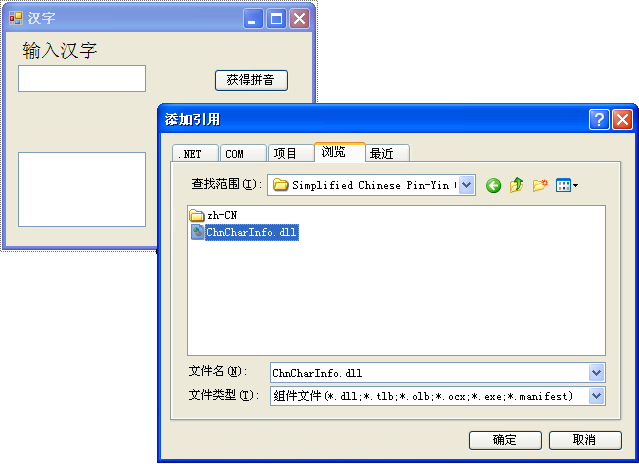 汉字
输入汉字
获得拼音
添加引用
.NET COM 项目 浏览 最近
查找范围(I): Simplified Chinese Pin-Yin
zh-CN
ChnCharInfo.dll
文件名(N): ChnCharInfo.dll
文件类型(T): 组件文件(*.dll;*.tlb;*.olb;*.ocx;*.exe;*.manifest)
确定 取消